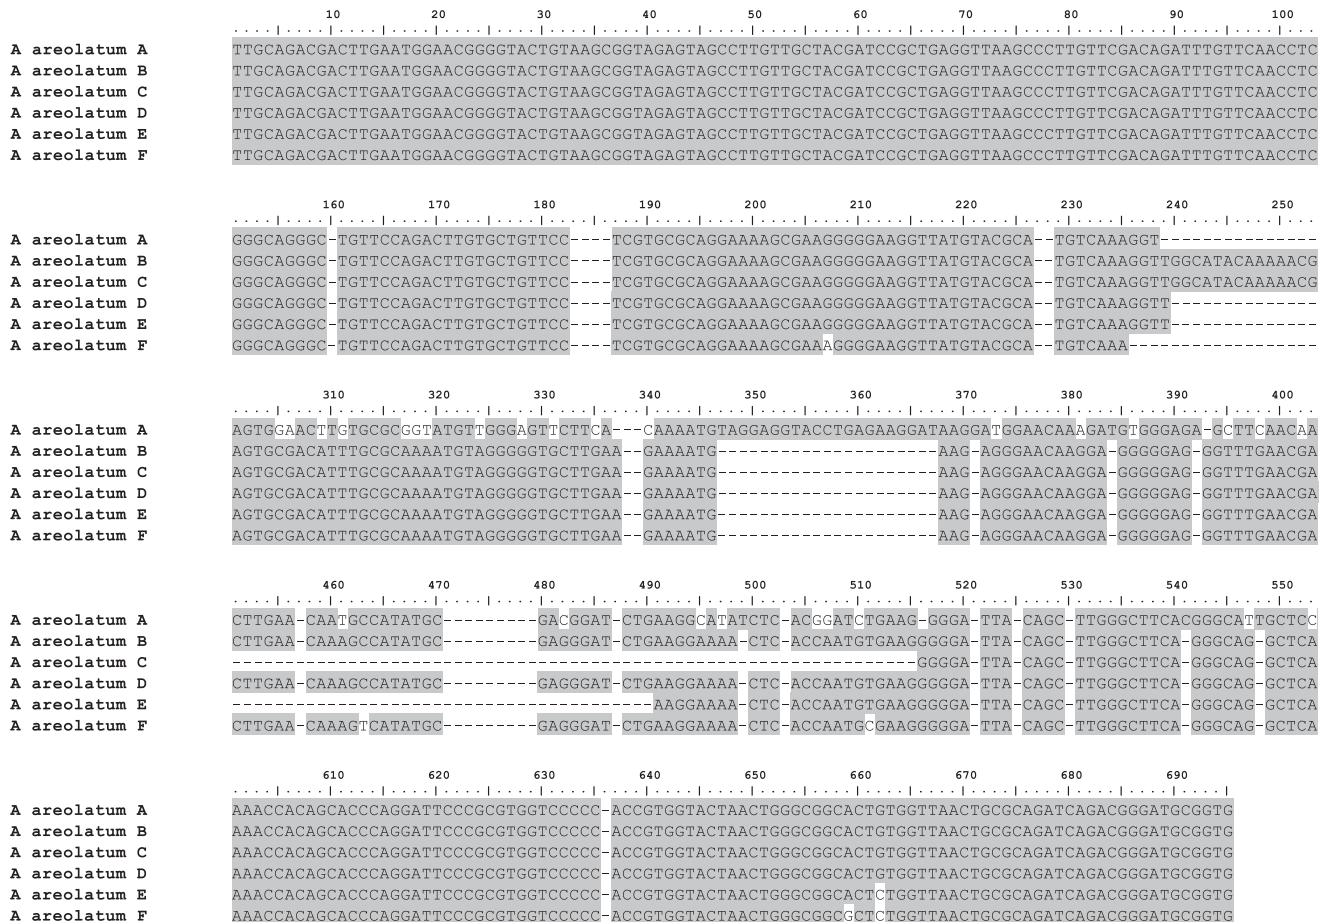 10 20 30 40 50 60 70 80 90 100
A areolatum A TTGCAGACGACTTGAATGGAACGGGGTACTGTAAGCGGTAGAGTAGCCTTGTTGCTACGATCCGCTGAGGTTAAGCCCTTGTTCGACAGATTTGTTCAACCTC
A areolatum B TTGCAGACGACTTGAATGGAACGGGGTACTGTAAGCGGTAGAGTAGCCTTGTTGCTACGATCCGCTGAGGTTAAGCCCTTGTTCGACAGATTTGTTCAACCTC
A areolatum C TTGCAGACGACTTGAATGGAACGGGGTACTGTAAGCGGTAGAGTAGCCTTGTTGCTACGATCCGCTGAGGTTAAGCCCTTGTTCGACAGATTTGTTCAACCTC
A areolatum D TTGCAGACGACTTGAATGGAACGGGGTACTGTAAGCGGTAGAGTAGCCTTGTTGCTACGATCCGCTGAGGTTAAGCCCTTGTTCGACAGATTTGTTCAACCTC
A areolatum E TTGCAGACGACTTGAATGGAACGGGGTACTGTAAGCGGTAGAGTAGCCTTGTTGCTACGATCCGCTGAGGTTAAGCCCTTGTTCGACAGATTTGTTCAACCTC
A areolatum F TTGCAGACGACTTGAATGGAACGGGGTACTGTAAGCGGTAGAGTAGCCTTGTTGCTACGATCCGCTGAGGTTAAGCCCTTGTTCGACAGATTTGTTCAACCTC
160 170 180 190 200 210 220 230 240 250
A areolatum A GGGCAGGGC-TGTTCCAGACTTGTGCTGTTCC----TCGTGCGCAGGAAAAGCGAAGGGGGAAGGTTATGTACGCA--TGTCAAAGGT---------------
A areolatum B GGGCAGGGC-TGTTCCAGACTTGTGCTGTTCC----TCGTGCGCAGGAAAAGCGAAGGGGGAAGGTTATGTACGCA--TGTCAAAGGTTGGCATACAAAAACG
A areolatum C GGGCAGGGC-TGTTCCAGACTTGTGCTGTTCC----TCGTGCGCAGGAAAAGCGAAGGGGGAAGGTTATGTACGCA--TGTCAAAGGTTGGCATACAAAAACG
A areolatum D GGGCAGGGC-TGTTCCAGACTTGTGCTGTTCC----TCGTGCGCAGGAAAAGCGAAGGGGGAAGGTTATGTACGCA--TGTCAAAGGTT--------------
A areolatum E GGGCAGGGC-TGTTCCAGACTTGTGCTGTTCC----TCGTGCGCAGGAAAAGCGAAGGGGGAAGGTTATGTACGCA--TGTCAAAGGTT--------------
A areolatum F GGGCAGGGC-TGTTCCAGACTTGTGCTGTTCC----TCGTGCGCAGGAAAAGCGAAAGGGGAAGGTTATGTACGCA--TGTCAAA------------------
310 320 330 340 350 360 370 380 390 400
A areolatum A AGTGGAACTTGTGCGCGGTATGTTGGGAGTTCTTCA---CAAAATGTAGGAGGTACCTGAGAAGGATAAGGATGGAACAAAGATGTGGGAGA-GCTTCAACAA
A areolatum B AGTGCGACATTTGCGCAAAATGTAGGGGGTGCTTGAA--GAAAATG---------------------AAG-AGGGAACAAGGA-GGGGGAG-GGTTTGAACGA
A areolatum C AGTGCGACATTTGCGCAAAATGTAGGGGGTGCTTGAA--GAAAATG---------------------AAG-AGGGAACAAGGA-GGGGGAG-GGTTTGAACGA
A areolatum D AGTGCGACATTTGCGCAAAATGTAGGGGGTGCTTGAA--GAAAATG---------------------AAG-AGGGAACAAGGA-GGGGGAG-GGTTTGAACGA
A areolatum E AGTGCGACATTTGCGCAAAATGTAGGGGGTGCTTGAA--GAAAATG---------------------AAG-AGGGAACAAGGA-GGGGGAG-GGTTTGAACGA
A areolatum F AGTGCGACATTTGCGCAAAATGTAGGGGGTGCTTGAA--GAAAATG---------------------AAG-AGGGAACAAGGA-GGGGGAG-GGTTTGAACGA
460 470 480 490 500 510 520 530 540 550
A areolatum A CTTGAA-CAATGCCATATGC---------GACGGAT-CTGAAGGCATATCTC-ACGGATCTGAAG-GGGA-TTA-CAGC-TTGGGCTTCACGGGCATTGCTCC
A areolatum B CTTGAA-CAAAGCCATATGC---------GAGGGAT-CTGAAGGAAAA-CTC-ACCAATGTGAAGGGGGA-TTA-CAGC-TTGGGCTTCA-GGGCAG-GCTCA
A areolatum C -----------------------------------------------------------------GGGGA-TTA-CAGC-TTGGGCTTCA-GGGCAG-GCTCA
A areolatum D CTTGAA-CAAAGCCATATGC---------GAGGGAT-CTGAAGGAAAA-CTC-ACCAATGTGAAGGGGGA-TTA-CAGC-TTGGGCTTCA-GGGCAG-GCTCA
A areolatum E ----------------------------------------AAGGAAAA-CTC-ACCAATGTGAAGGGGGA-TTA-CAGC-TTGGGCTTCA-GGGCAG-GCTCA
A areolatum F CTTGAA-CAAAGTCATATGC---------GAGGGAT-CTGAAGGAAAA-CTC-ACCAATGCGAAGGGGGA-TTA-CAGC-TTGGGCTTCA-GGGCAG-GCTCA
610 620 630 640 650 660 670 680 690
A areolatum A AAACCACAGCACCCAGGATTCCCGCGTGGTCCCCC-ACCGTGGTACTAACTGGGCGGCACTGTGGTTAACTGCGCAGATCAGACGGGATGCGGTG
A areolatum B AAACCACAGCACCCAGGATTCCCGCGTGGTCCCCC-ACCGTGGTACTAACTGGGCGGCACTGTGGTTAACTGCGCAGATCAGACGGGATGCGGTG
A areolatum C AAACCACAGCACCCAGGATTCCCGCGTGGTCCCCC-ACCGTGGTACTAACTGGGCGGCACTGTGGTTAACTGCGCAGATCAGACGGGATGCGGTG
A areolatum D AAACCACAGCACCCAGGATTCCCGCGTGGTCCCCC-ACCGTGGTACTAACTGGGCGGCACTGTGGTTAACTGCGCAGATCAGACGGGATGCGGTG
A areolatum E AAACCACAGCACCCAGGATTCCCGCGTGGTCCCCC-ACCGTGGTACTAACTGGGCGGCACTCTGGTTAACTGCGCAGATCAGACGGGATGCGGTG
A areolatum F AAACCACAGCACCCAGGATTCCCGCGTGGTCCCCC-ACCGTGGTACTAACTGGGCGGCGCTCTGGTTAACTGCGCAGATCAGACGGGATGCGGTG